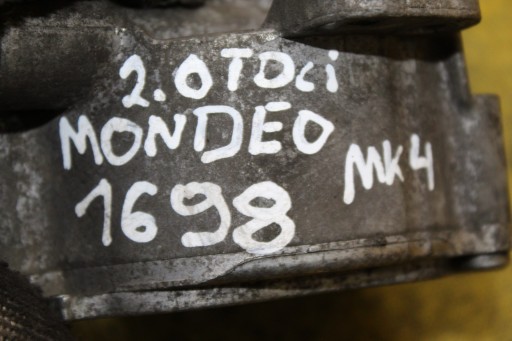 2.0TDci
MONDEO
MK4
1698